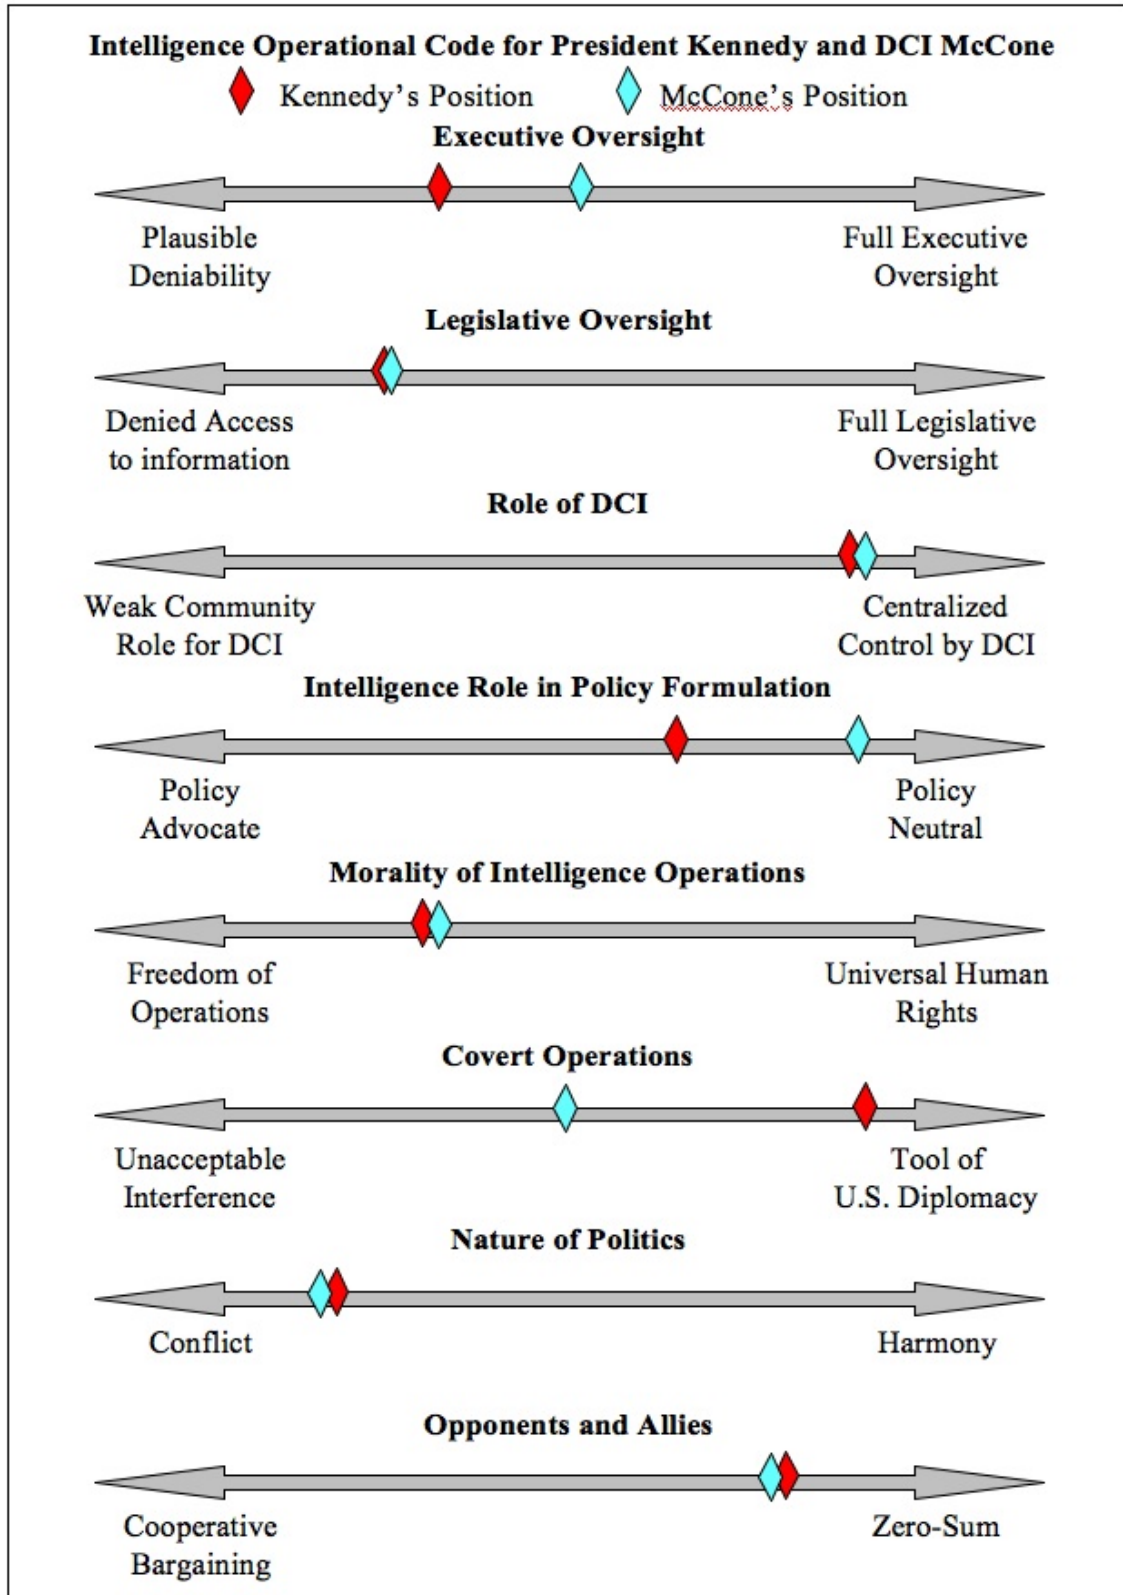 Intelligence Operational Code for President Kennedy and DCI McCone
Kennedy's Position McCone's Position
Executive Oversight
Plausible Deniability
Full Executive Oversight
Legislative Oversight
Denied Access to information
Full Legislative Oversight
Role of DCI
Weak Community Role for DCI
Centralized Control by DCI
Intelligence Role in Policy Formulation
Policy Advocate
Policy Neutral
Morality of Intelligence Operations
Freedom of Operations
Universal Human Rights
Covert Operations
Unacceptable Interference
Tool of U.S. Diplomacy
Nature of Politics
Conflict
Harmony
Opponents and Allies
Cooperative Bargaining
Zero-Sum